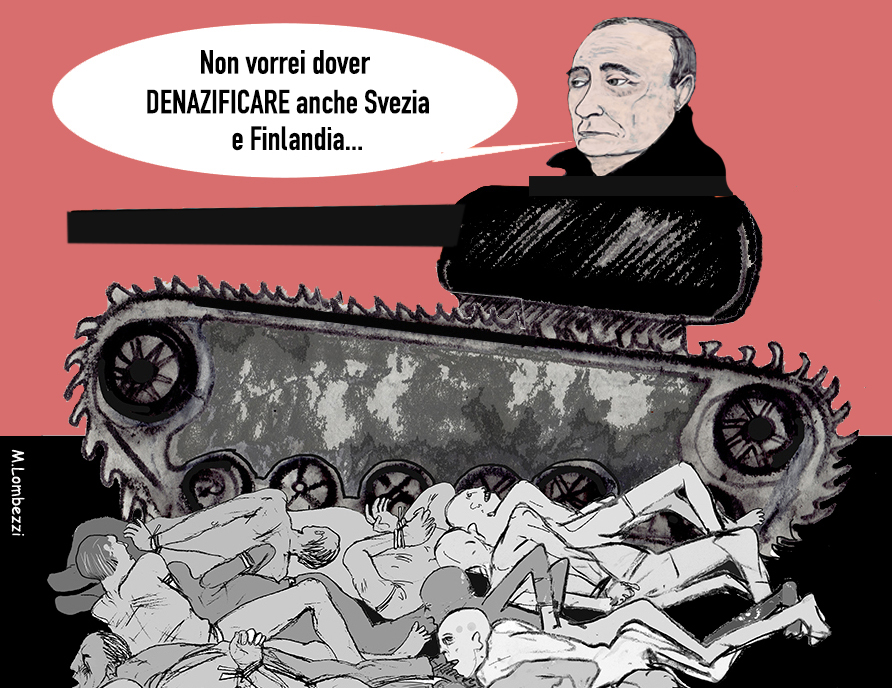 Non vorrei dover
DENAZIFICARE anche Svezia
e Finlandia...
M.Lombezzi